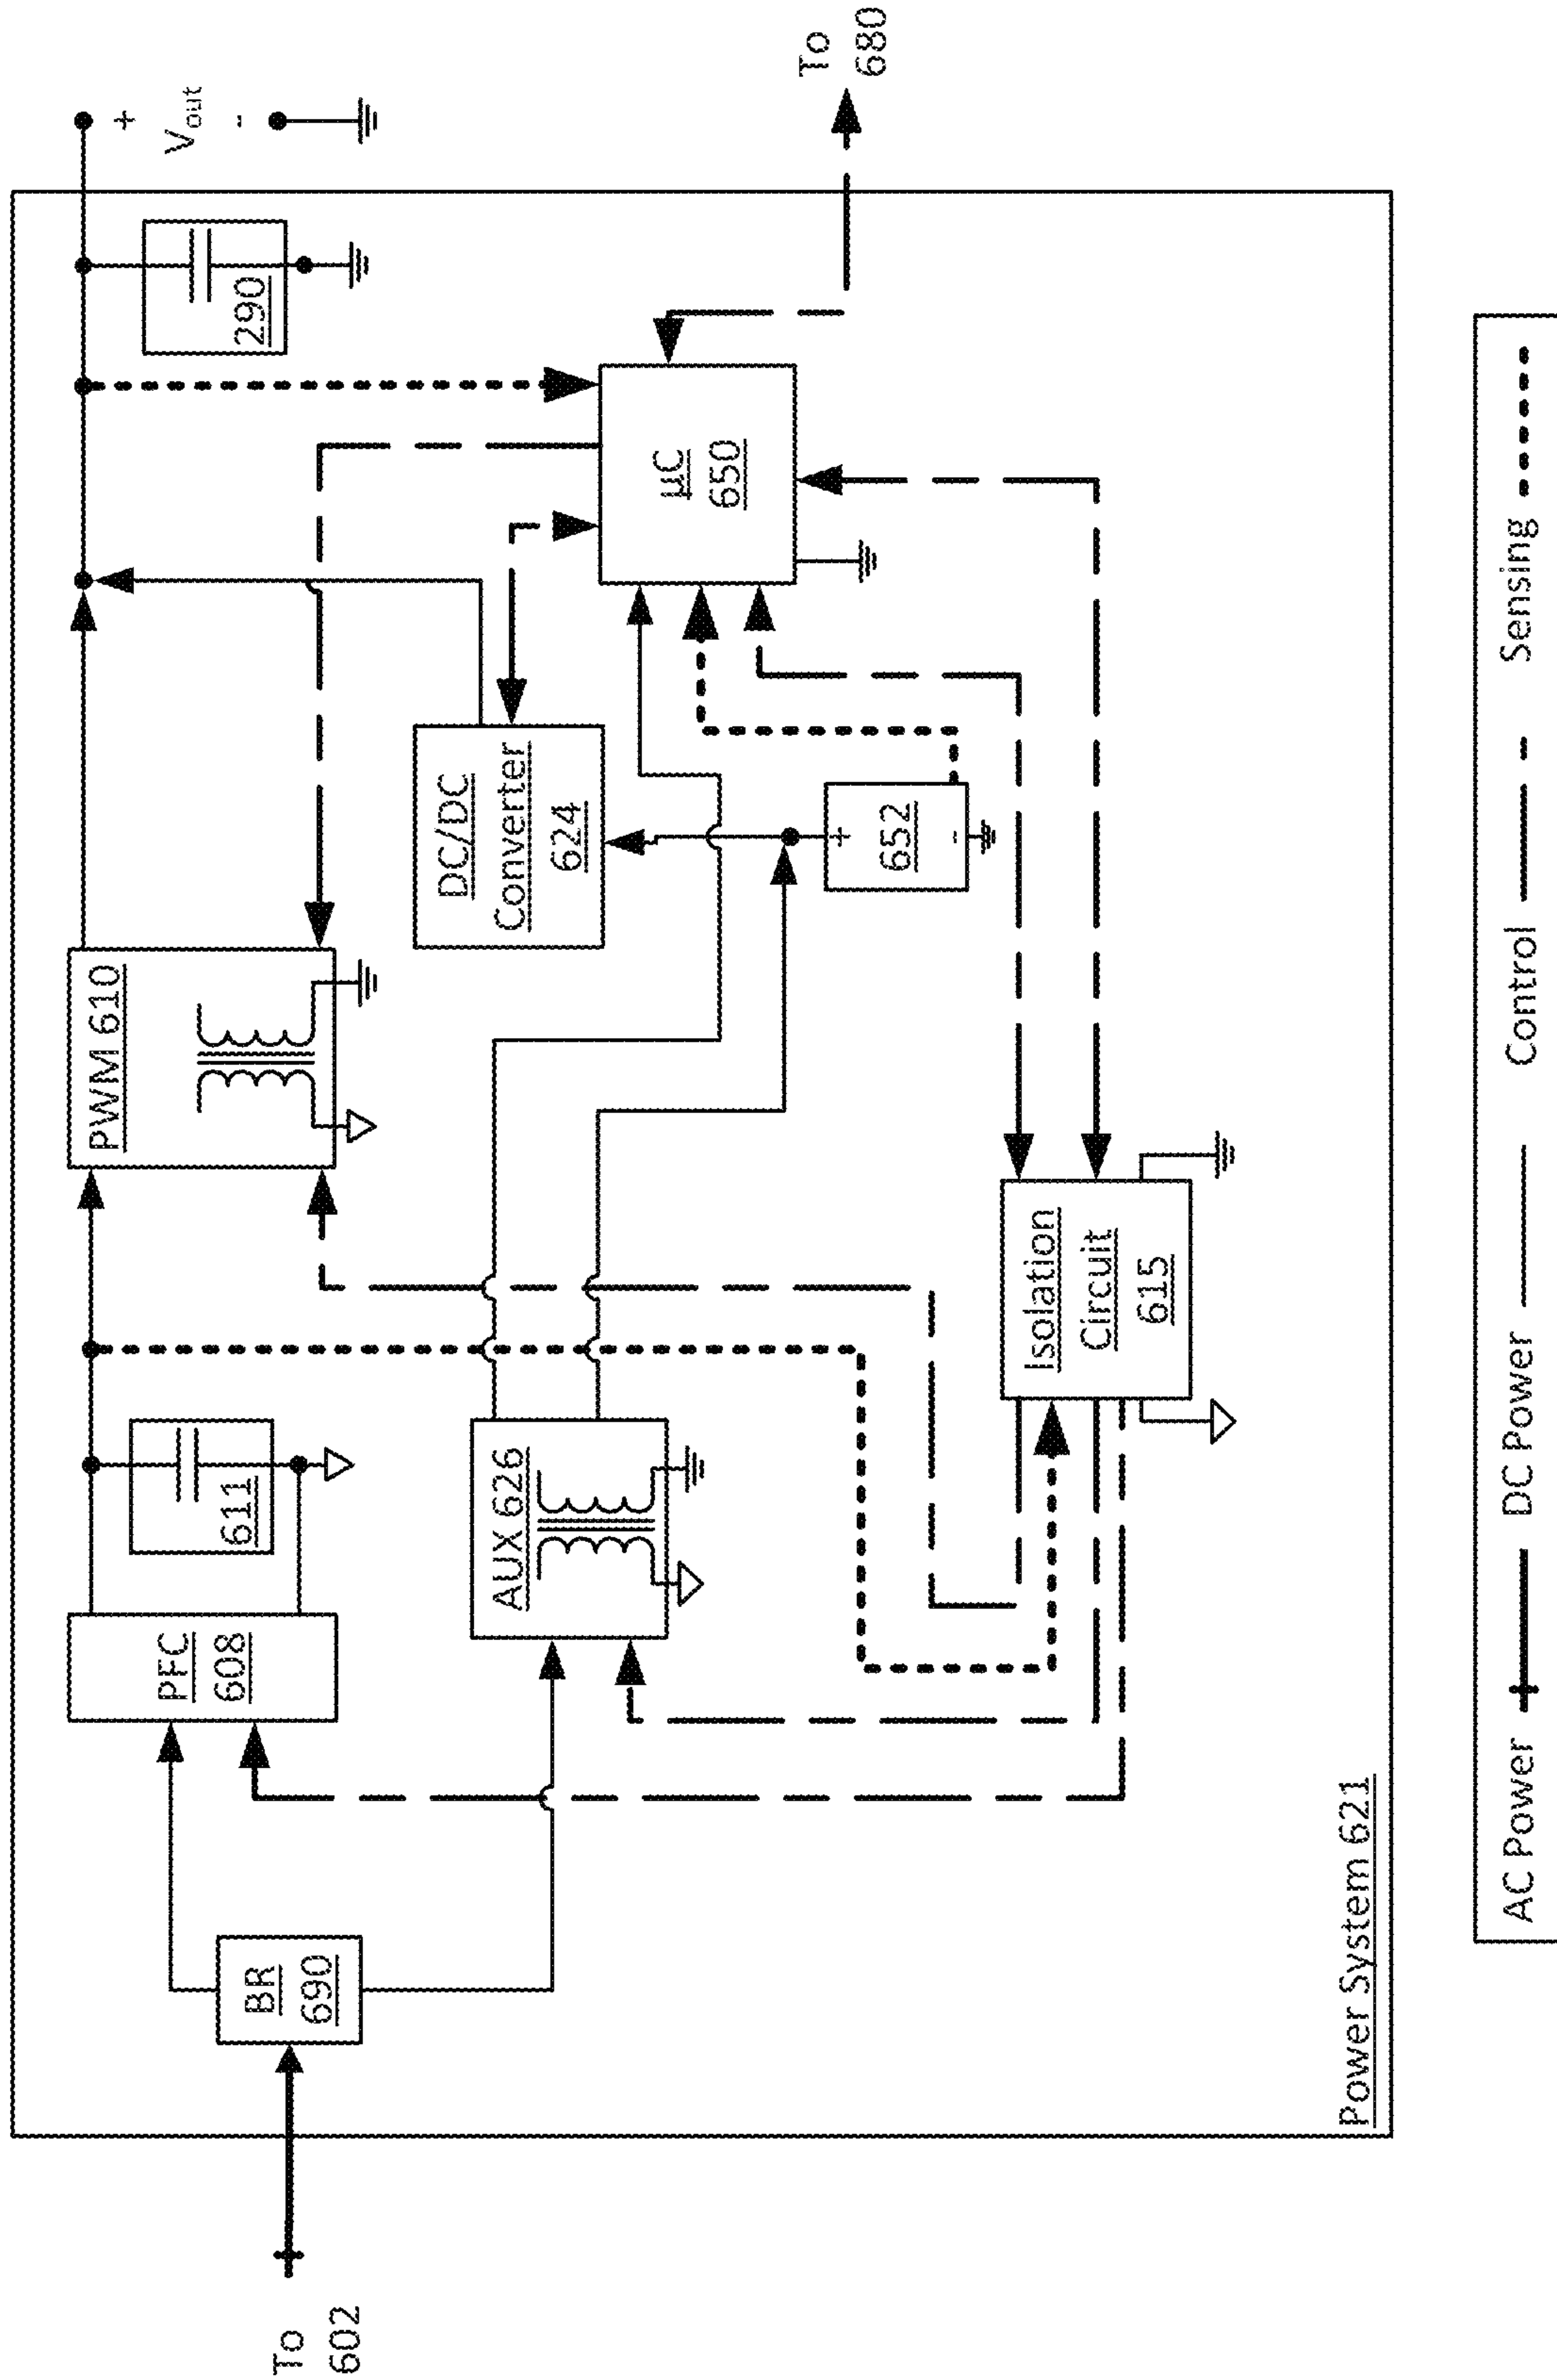 To
602
BR
690
PFC
608
611
PWM 610
+
Vout
-
290
AUX 626
DC/DC
Converter
624
µC
650
+
652
-
To
680
Isolation
Circuit
615
Power System 621
AC Power
DC Power
Control
Sensing